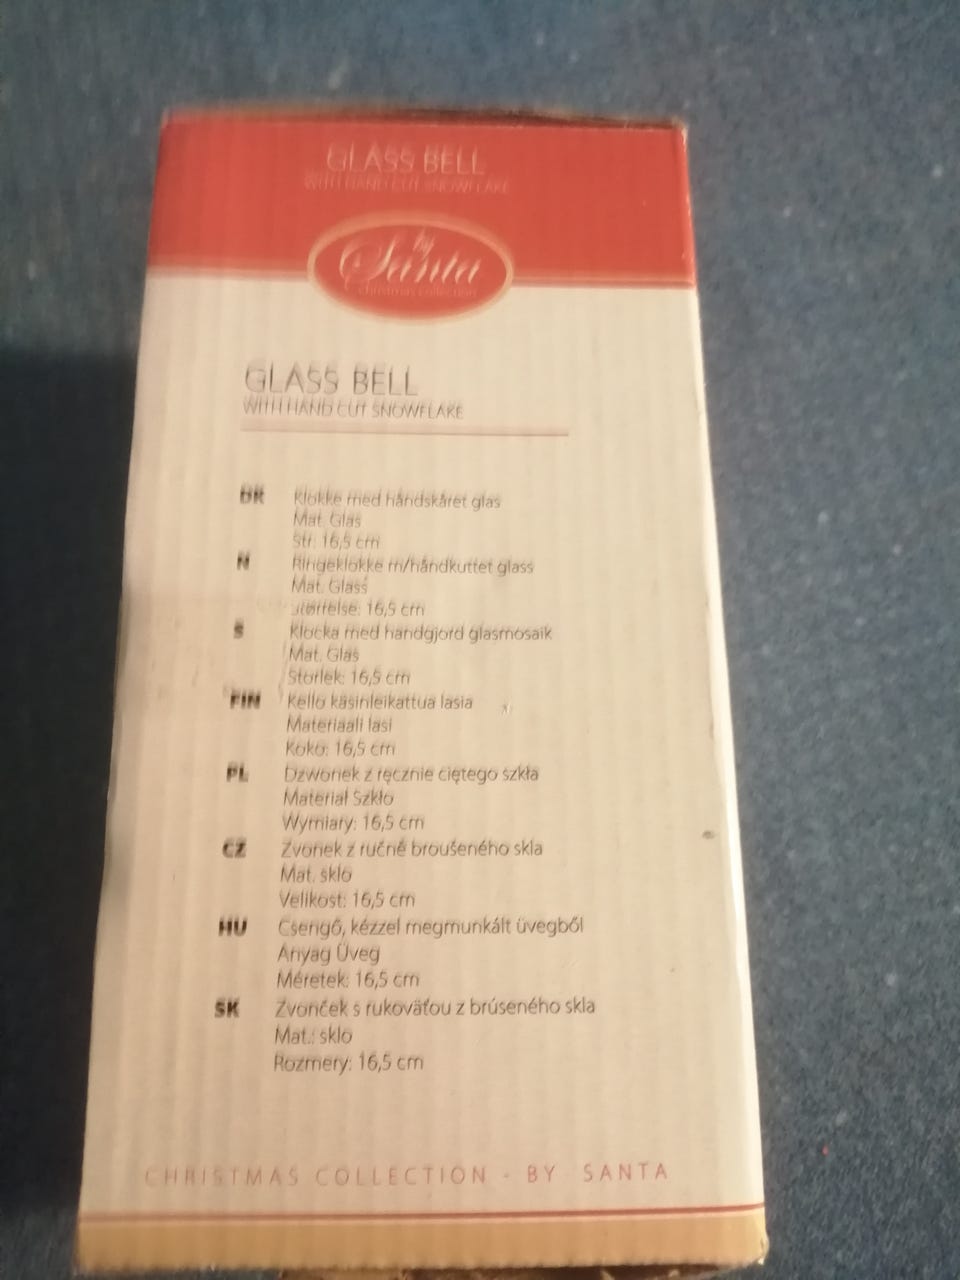 GLASS BELL
WITH HAND CUT SNOWFLAKE
by
Santa
christmas collection
GLASS BELL
WITH HAND CUT SNOWFLAKE
DK Klokke med håndskåret glas
Mat. Glas
Str: 16,5 cm
N Ringeklokke m/håndkuttet glass
Mat. Glass
Størrelse: 16,5 cm
S Klocka med handgjord glasmosaik
Mat. Glas
Storlek: 16,5 cm
FIN Kello käsinleikattua lasia
Materiaali lasi
Koko: 16,5 cm
PL Dzwonek z ręcznie ciętego szkła
Materiał Szkło
Wymiary: 16,5 cm
CZ Zvonek z ručně broušeného skla
Mat. sklo
Velikost: 16,5 cm
HU Csengő, kézzel megmunkált üvegből
Anyag Üveg
Méretek: 16,5 cm
SK Zvonček s rukoväťou z brúseného skla
Mat.: sklo
Rozmery: 16,5 cm
CHRISTMAS COLLECTION - BY SANTA